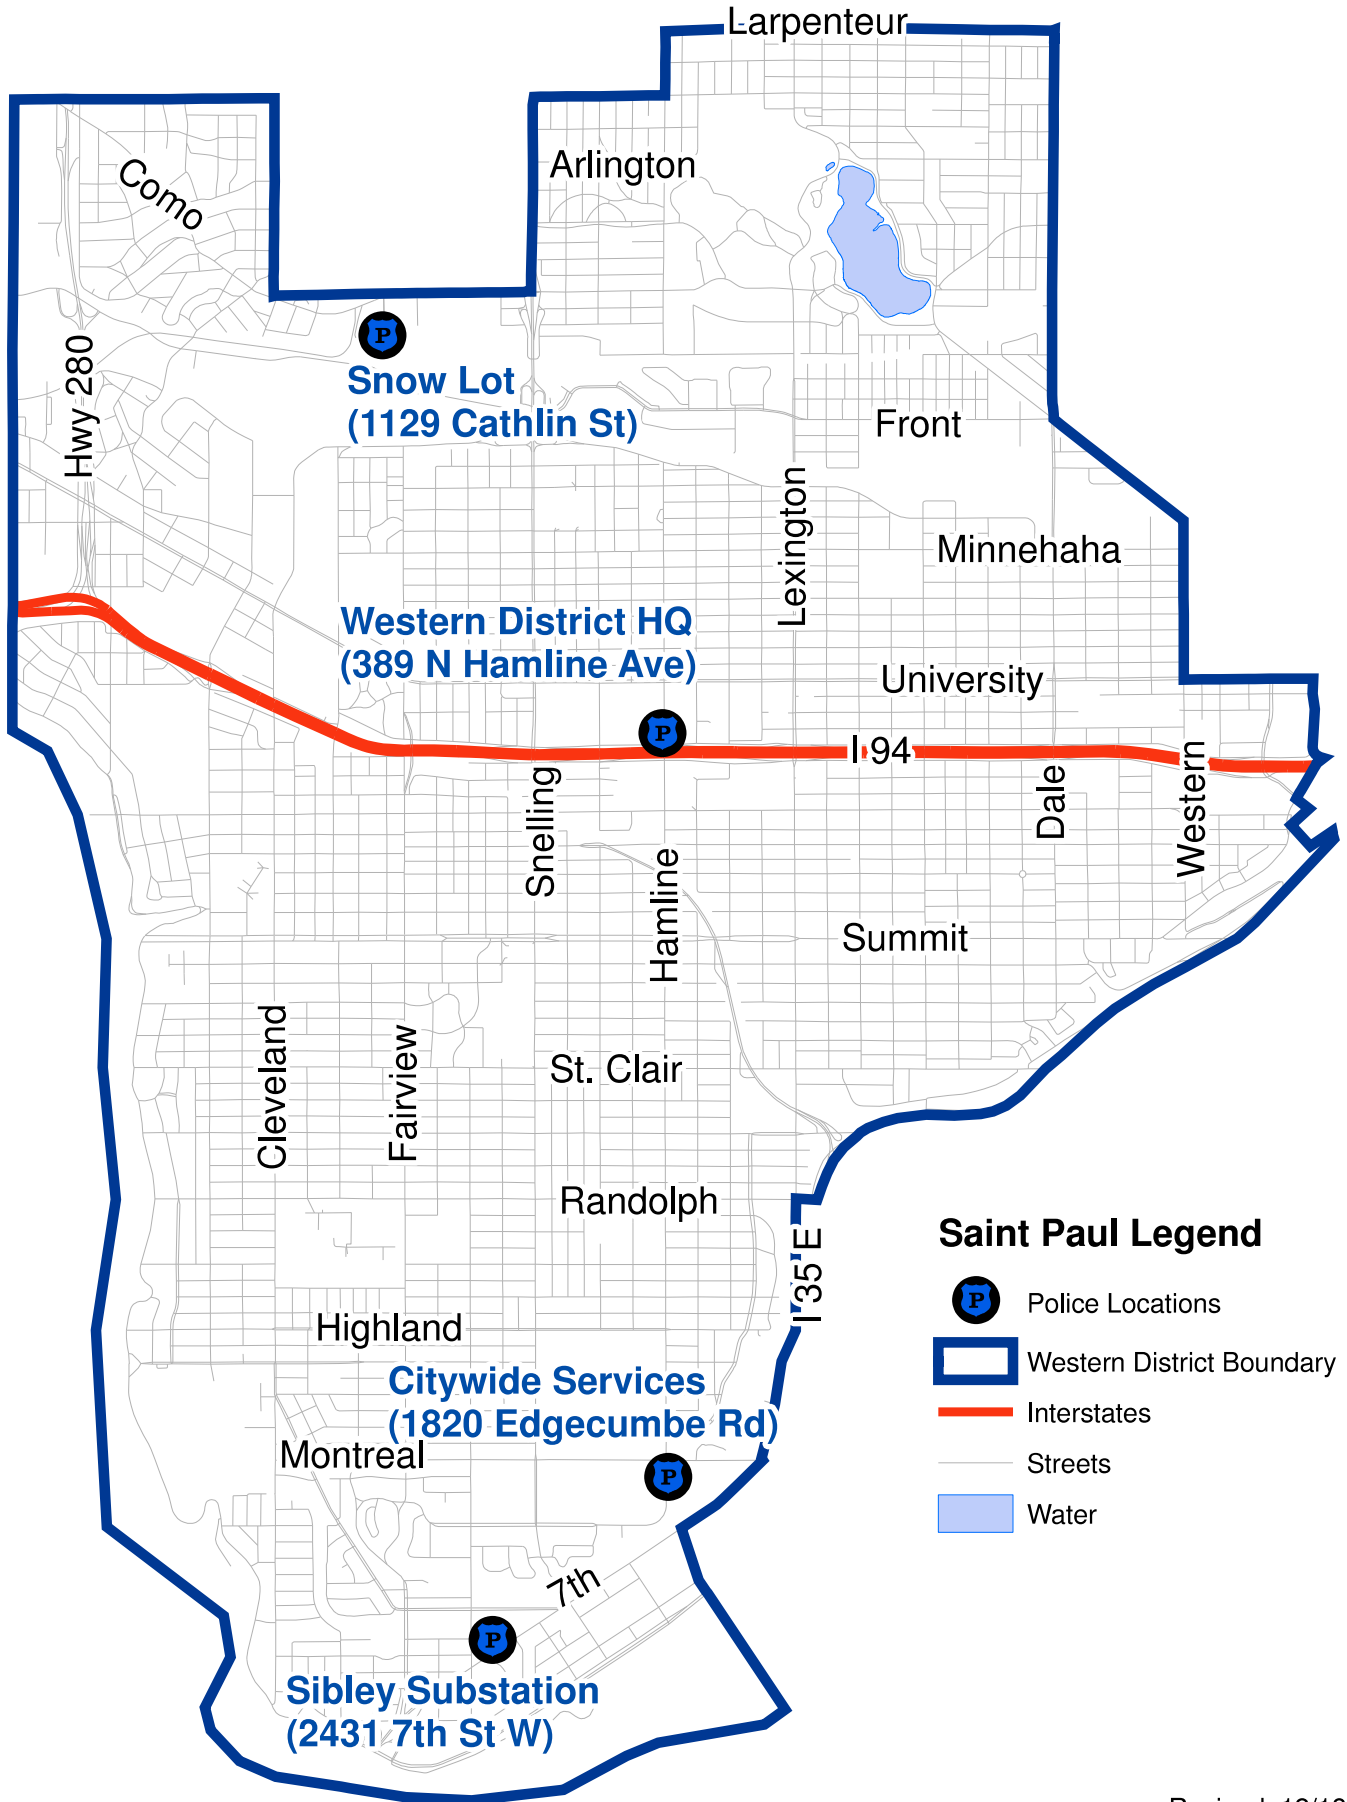 Larpenteur
Como
Arlington
P
Snow Lot
(1129 Cathlin St)
Hwy 280
Front
Lexington
Minnehaha
Western District HQ
(389 N Hamline Ave)
University
P
I 94
Snelling
Dale
Western
Hamline
Summit
Cleveland
Fairview
St. Clair
Randolph
I 35 E
Saint Paul Legend
P
Police Locations
Western District Boundary
Interstates
Streets
Water
Highland
Citywide Services
(1820 Edgecumbe Rd)
Montreal
P
7th
P
Sibley Substation
(2431 7th St W)